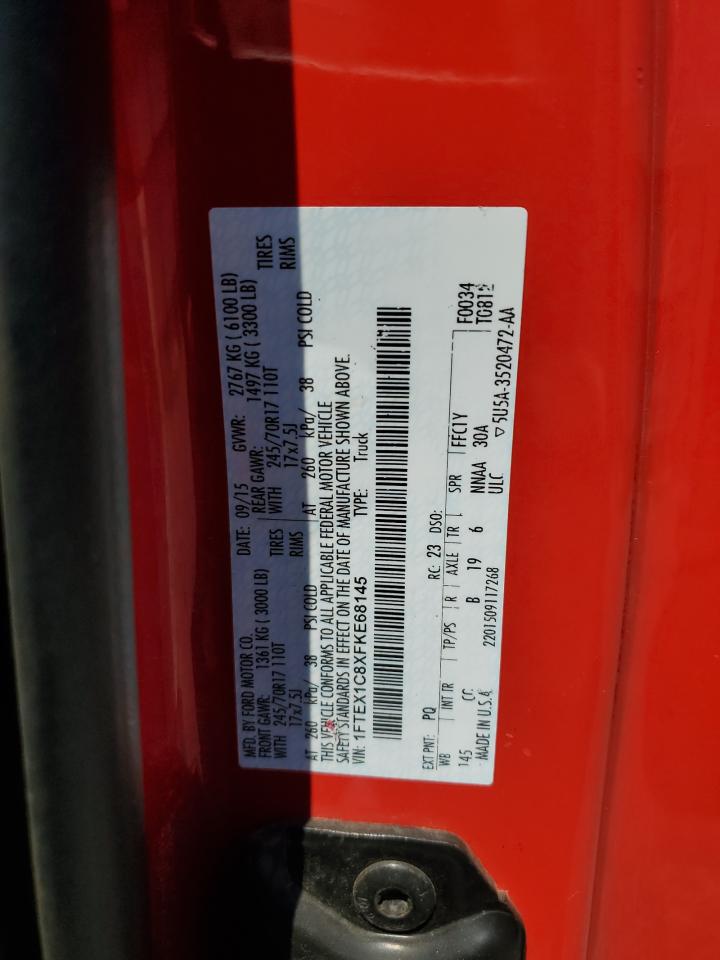 MFD. BY FORD MOTOR CO.
DATE: 09/15 GVWR: 2767 KG ( 6100 LB)
FRONT GAWR: 1361 KG (3000 LB) REAR GAWR: 1497 KG ( 3300 LB)
WITH 245/70R17 110T TIRES WITH 245/70R17 110T TIRES
17x7.5J RIMS 17x7.5J RIMS
AT 260 kPa/ 38 PSI COLD AT 260 kPa/ 38 PSI COLD
THIS VEHICLE CONFORMS TO ALL APPLICABLE FEDERAL MOTOR VEHICLE
SAFETY STANDARDS IN EFFECT ON THE DATE OF MANUFACTURE SHOWN ABOVE.
VIN: 1FTEX1C8XFKE68145 TYPE: Truck
F0034
T0812
EXT PNT: PQ RC: 23 DSO: FFC1Y
WB INT TR TP/PS R AXLE TR SPR
145 CC B 19 6 NNAA 30A
MADE IN U.S.A. 2201509117268 ULC ▽5U5A-3520472-AA